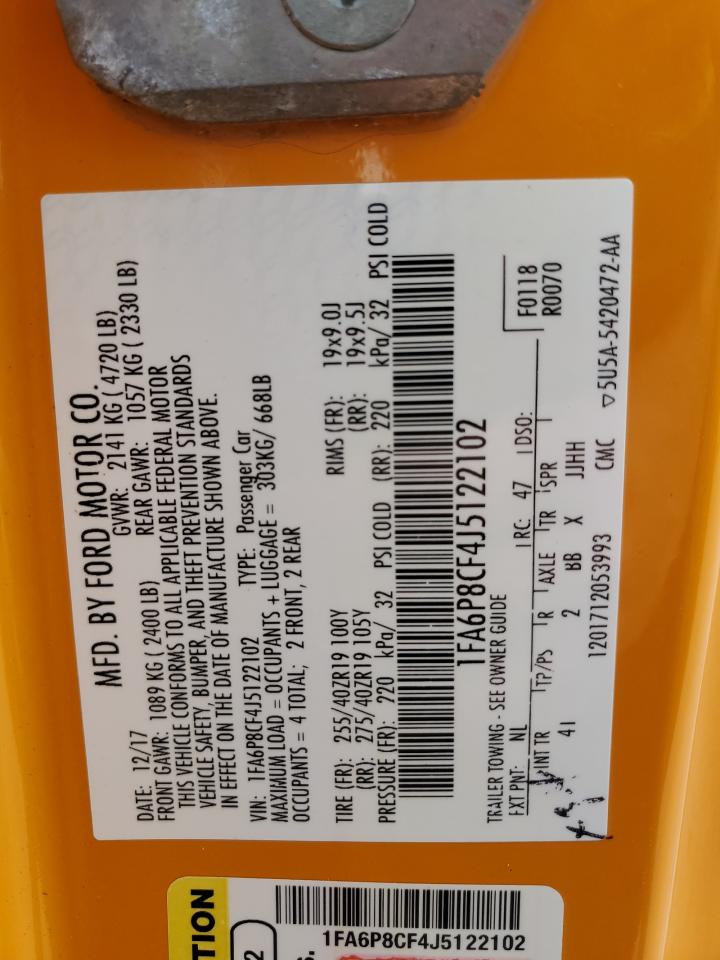 MFD. BY FORD MOTOR CO.
DATE: 12/17 GVWR: 2141 KG ( 4720 LB)
FRONT GAWR: 1089 KG ( 2400 LB) REAR GAWR: 1057 KG ( 2330 LB)
THIS VEHICLE CONFORMS TO ALL APPLICABLE FEDERAL MOTOR
VEHICLE SAFETY, BUMPER, AND THEFT PREVENTION STANDARDS
IN EFFECT ON THE DATE OF MANUFACTURE SHOWN ABOVE.
VIN: 1FA6P8CF4J5122102 TYPE: Passenger Car
MAXIMUM LOAD = OCCUPANTS + LUGGAGE = 303KG/ 668LB
OCCUPANTS = 4 TOTAL; 2 FRONT, 2 REAR
TIRE (FR): 255/40ZR19 100Y RIMS (FR): 19x9.0J
(RR): 275/40ZR19 105Y (RR): 19x9.5J
PRESSURE (FR): 220 kPa/ 32 PSI COLD (RR): 220 kPa/ 32 PSI COLD
1FA6P8CF4J5122102
TRAILER TOWING - SEE OWNER GUIDE
F0118
R0070
EXT PNT: NL RC: 47 DSO:
INT TR TP/PS R AXLE TR SPR
4I 2 BB X JJHH
1201712053993 CMC ▽5U5A-5420472-AA
TION
2
S.
1FA6P8CF4J5122102